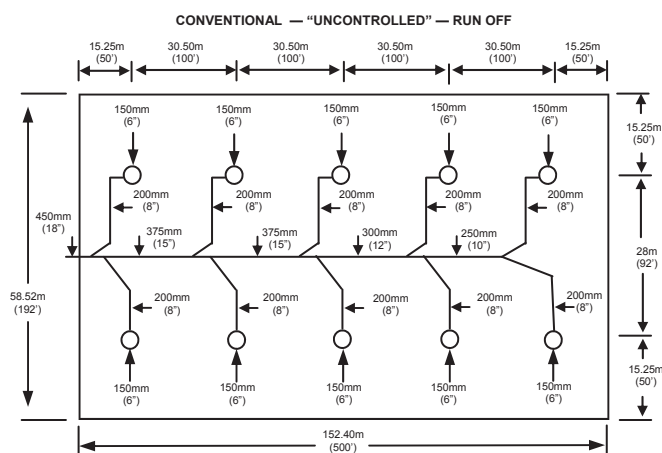 CONVENTIONAL — “UNCONTROLLED” — RUN OFF
15.25m 30.50m 30.50m 30.50m 30.50m 15.25m
(50’) (100’) (100’) (100’) (100’) (50’)
150mm 150mm 150mm 150mm 150mm
(6”) (6”) (6”) (6”) (6”)
15.25m
(50’)
200mm 200mm 200mm 200mm 200mm
(8”) (8”) (8”) (8”) (8”)
450mm
(18”)
375mm 375mm 300mm 250mm
(15”) (15”) (12”) (10”)
28m
(92’)
58.52m
(192’)
200mm 200mm 200mm 200mm 200mm
(8”) (8”) (8”) (8”) (8”)
15.25m
(50’)
150mm 150mm 150mm 150mm 150mm
(6”) (6”) (6”) (6”) (6”)
152.40m
(500’)